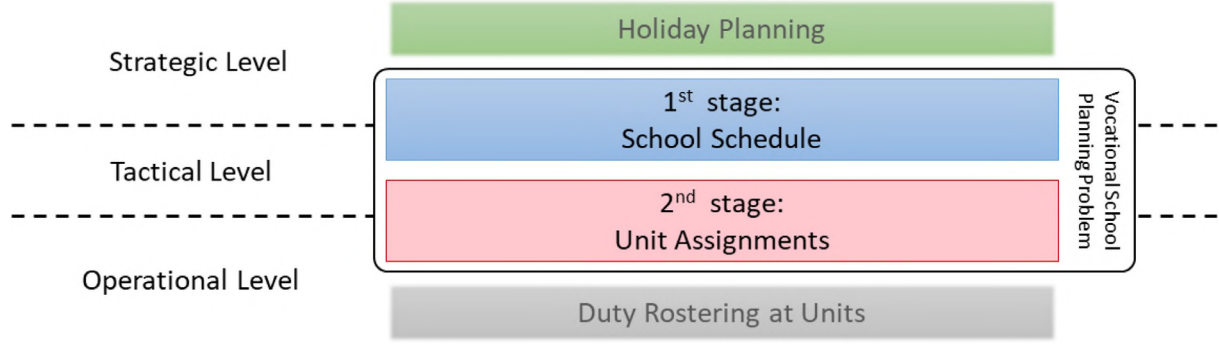 Holiday Planning
Strategic Level
1st stage:
School Schedule
Tactical Level
2nd stage:
Unit Assignments
Operational Level
Duty Rostering at Units
Vocational School
Planning Problem